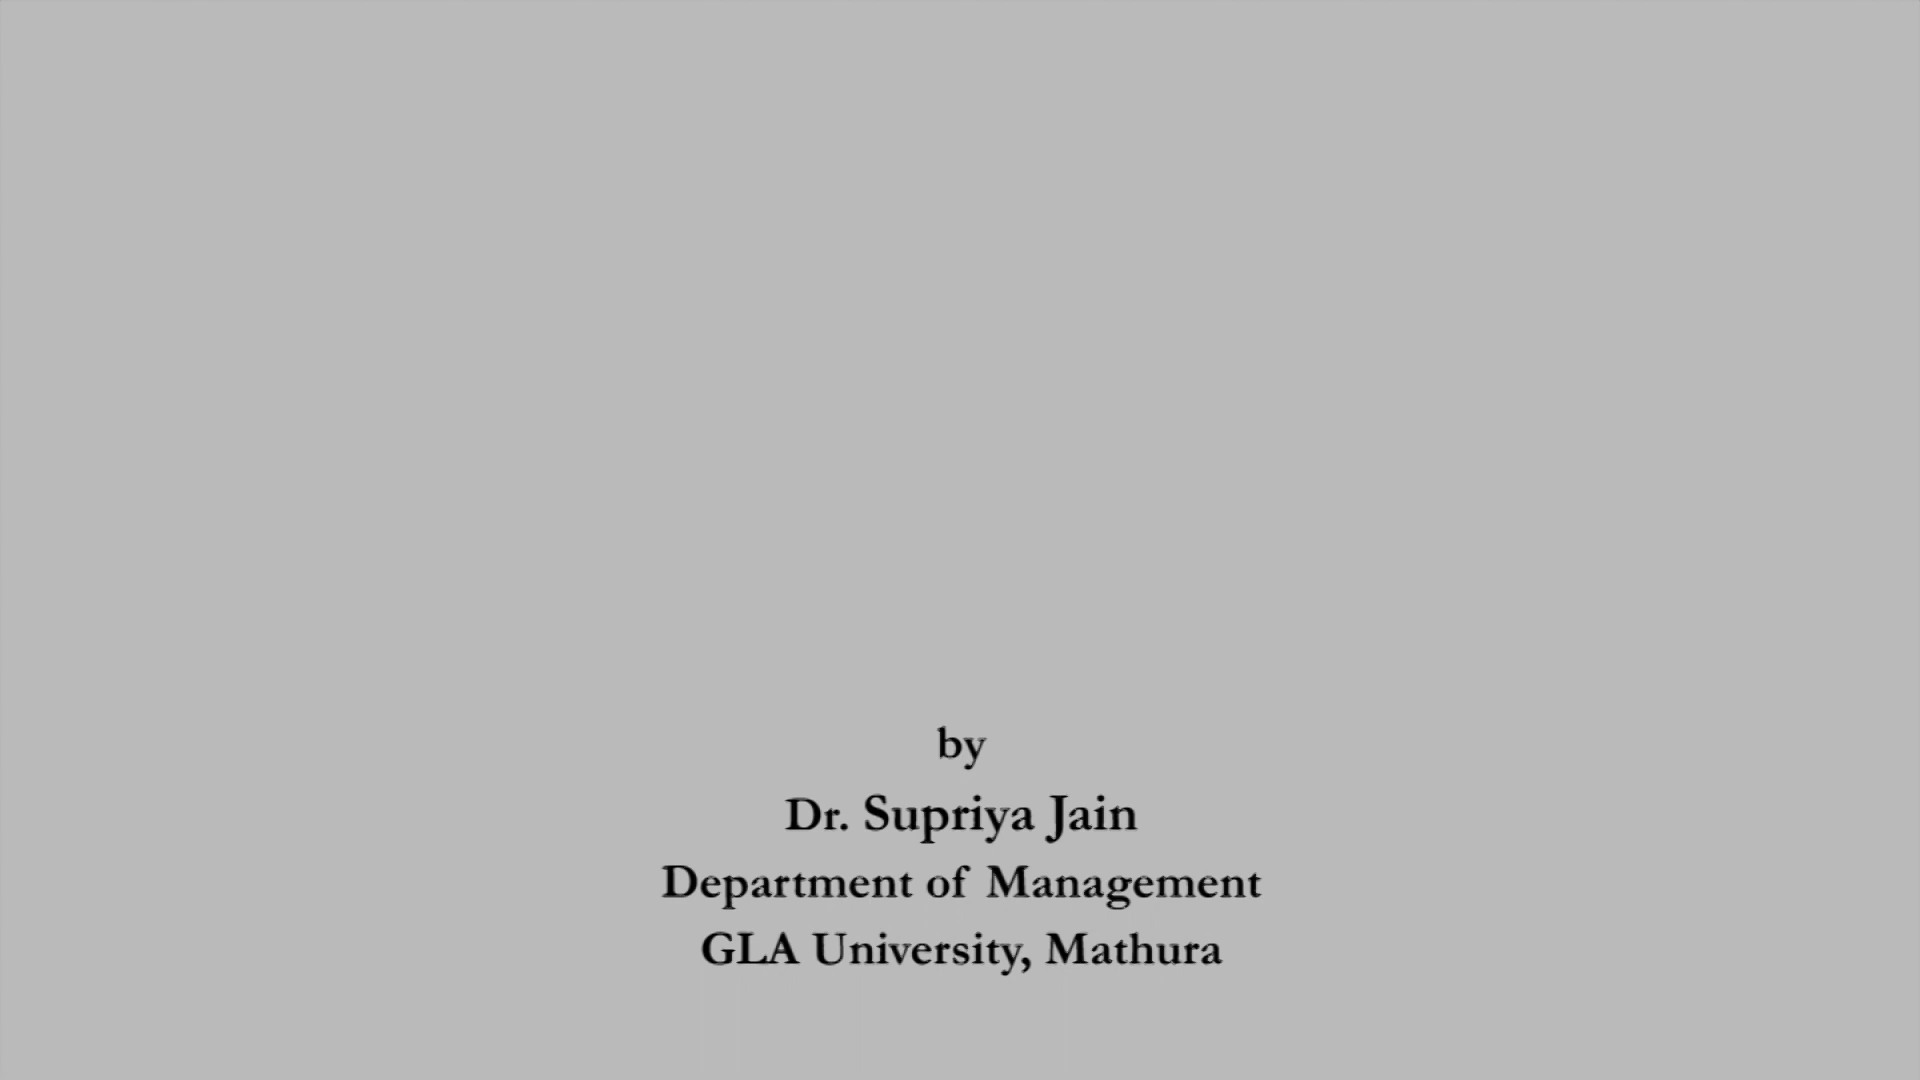 by
Dr. Supriya Jain
Department of Management
GLA University, Mathura